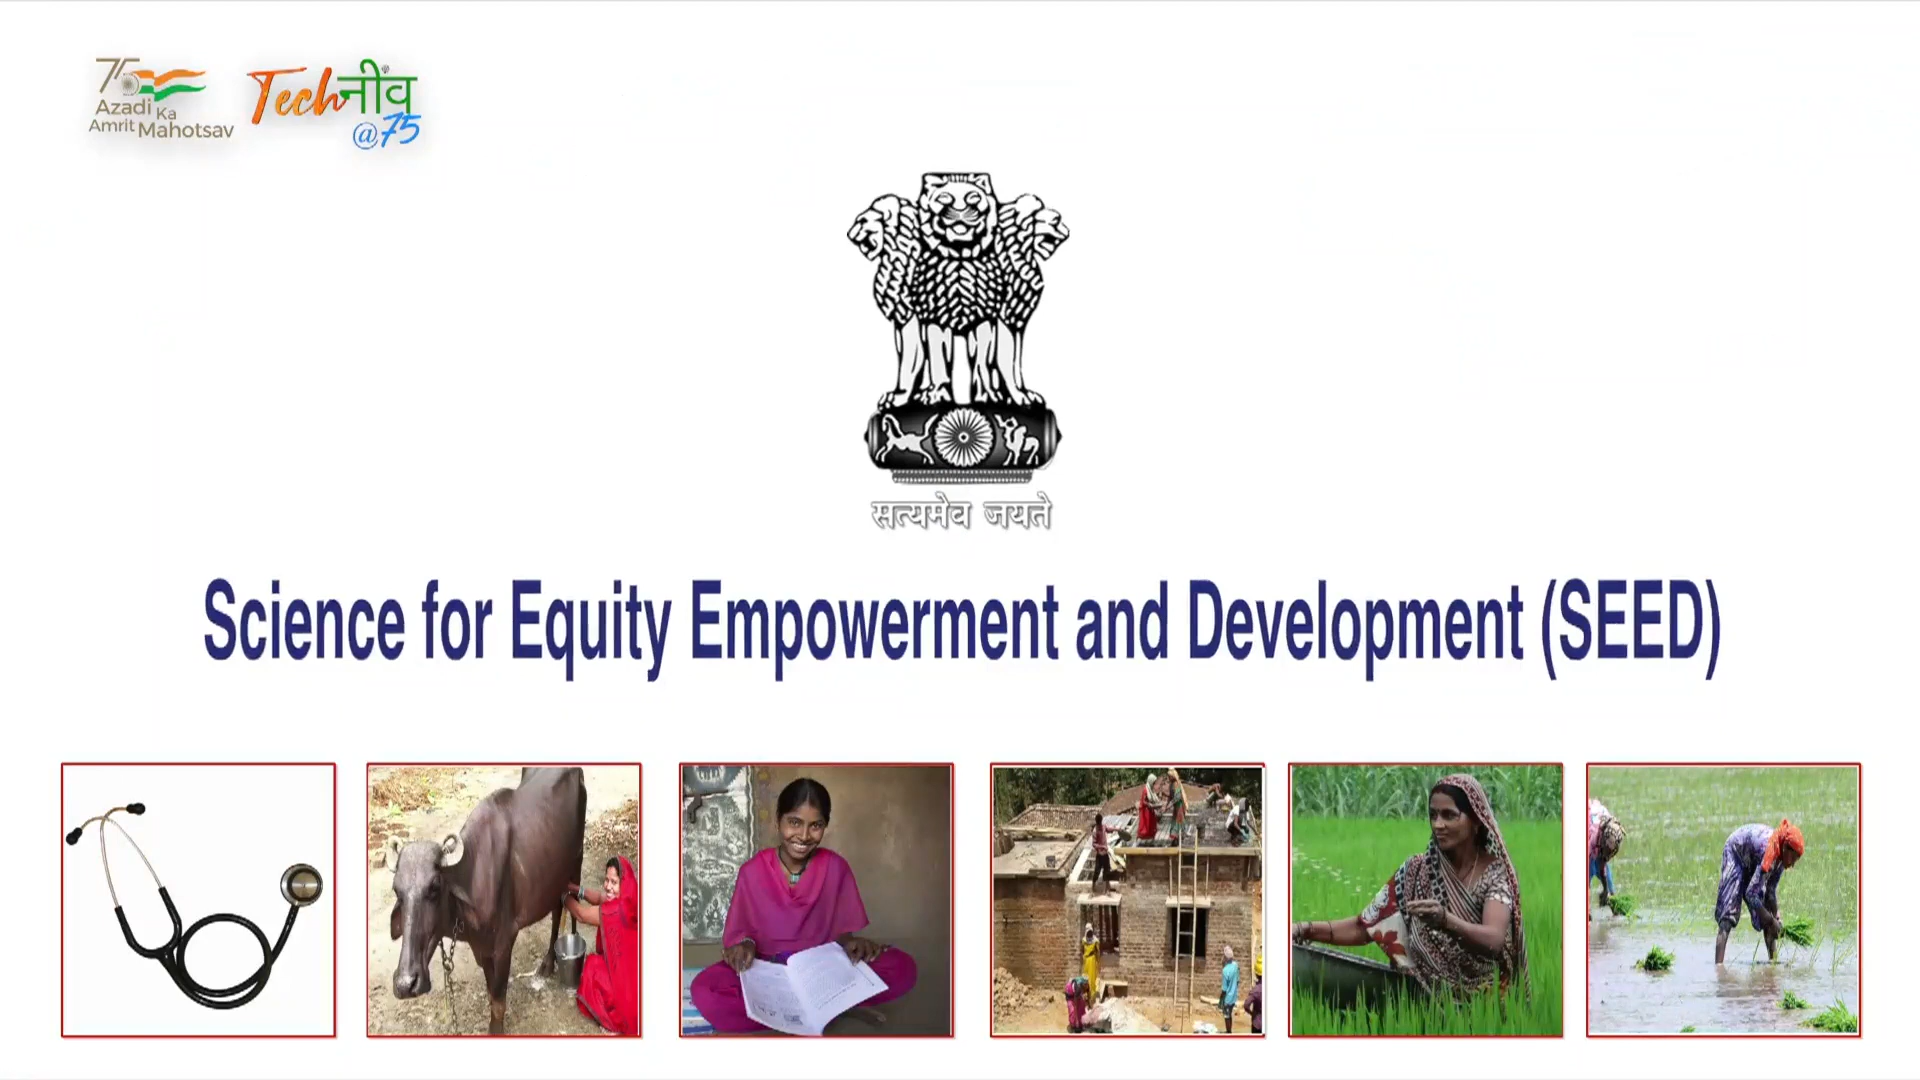 75
Azadi Ka
Amrit Mahotsav
Techनींव
@75
सत्यमेव जयते
Science for Equity Empowerment and Development (SEED)